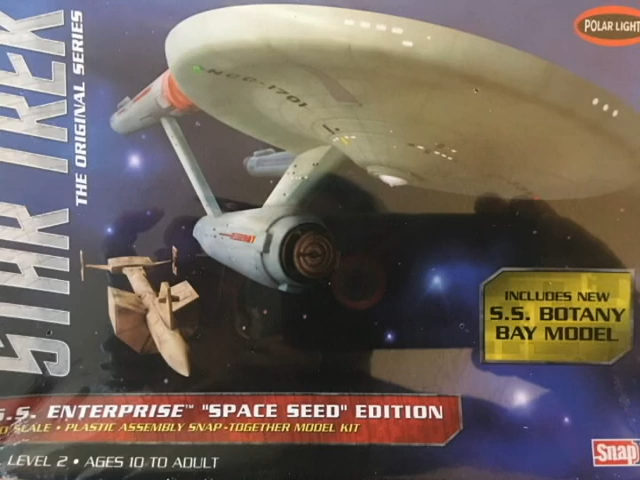 STAR TREK
THE ORIGINAL SERIES
POLAR LIGHT
NCC-1701
INCLUDES NEW
S.S. BOTANY
BAY MODEL
.S.S. ENTERPRISE™ "SPACE SEED" EDITION
SCALE • PLASTIC ASSEMBLY SNAP-TOGETHER MODEL KIT
LEVEL 2 • AGES 10 TO ADULT
Snap